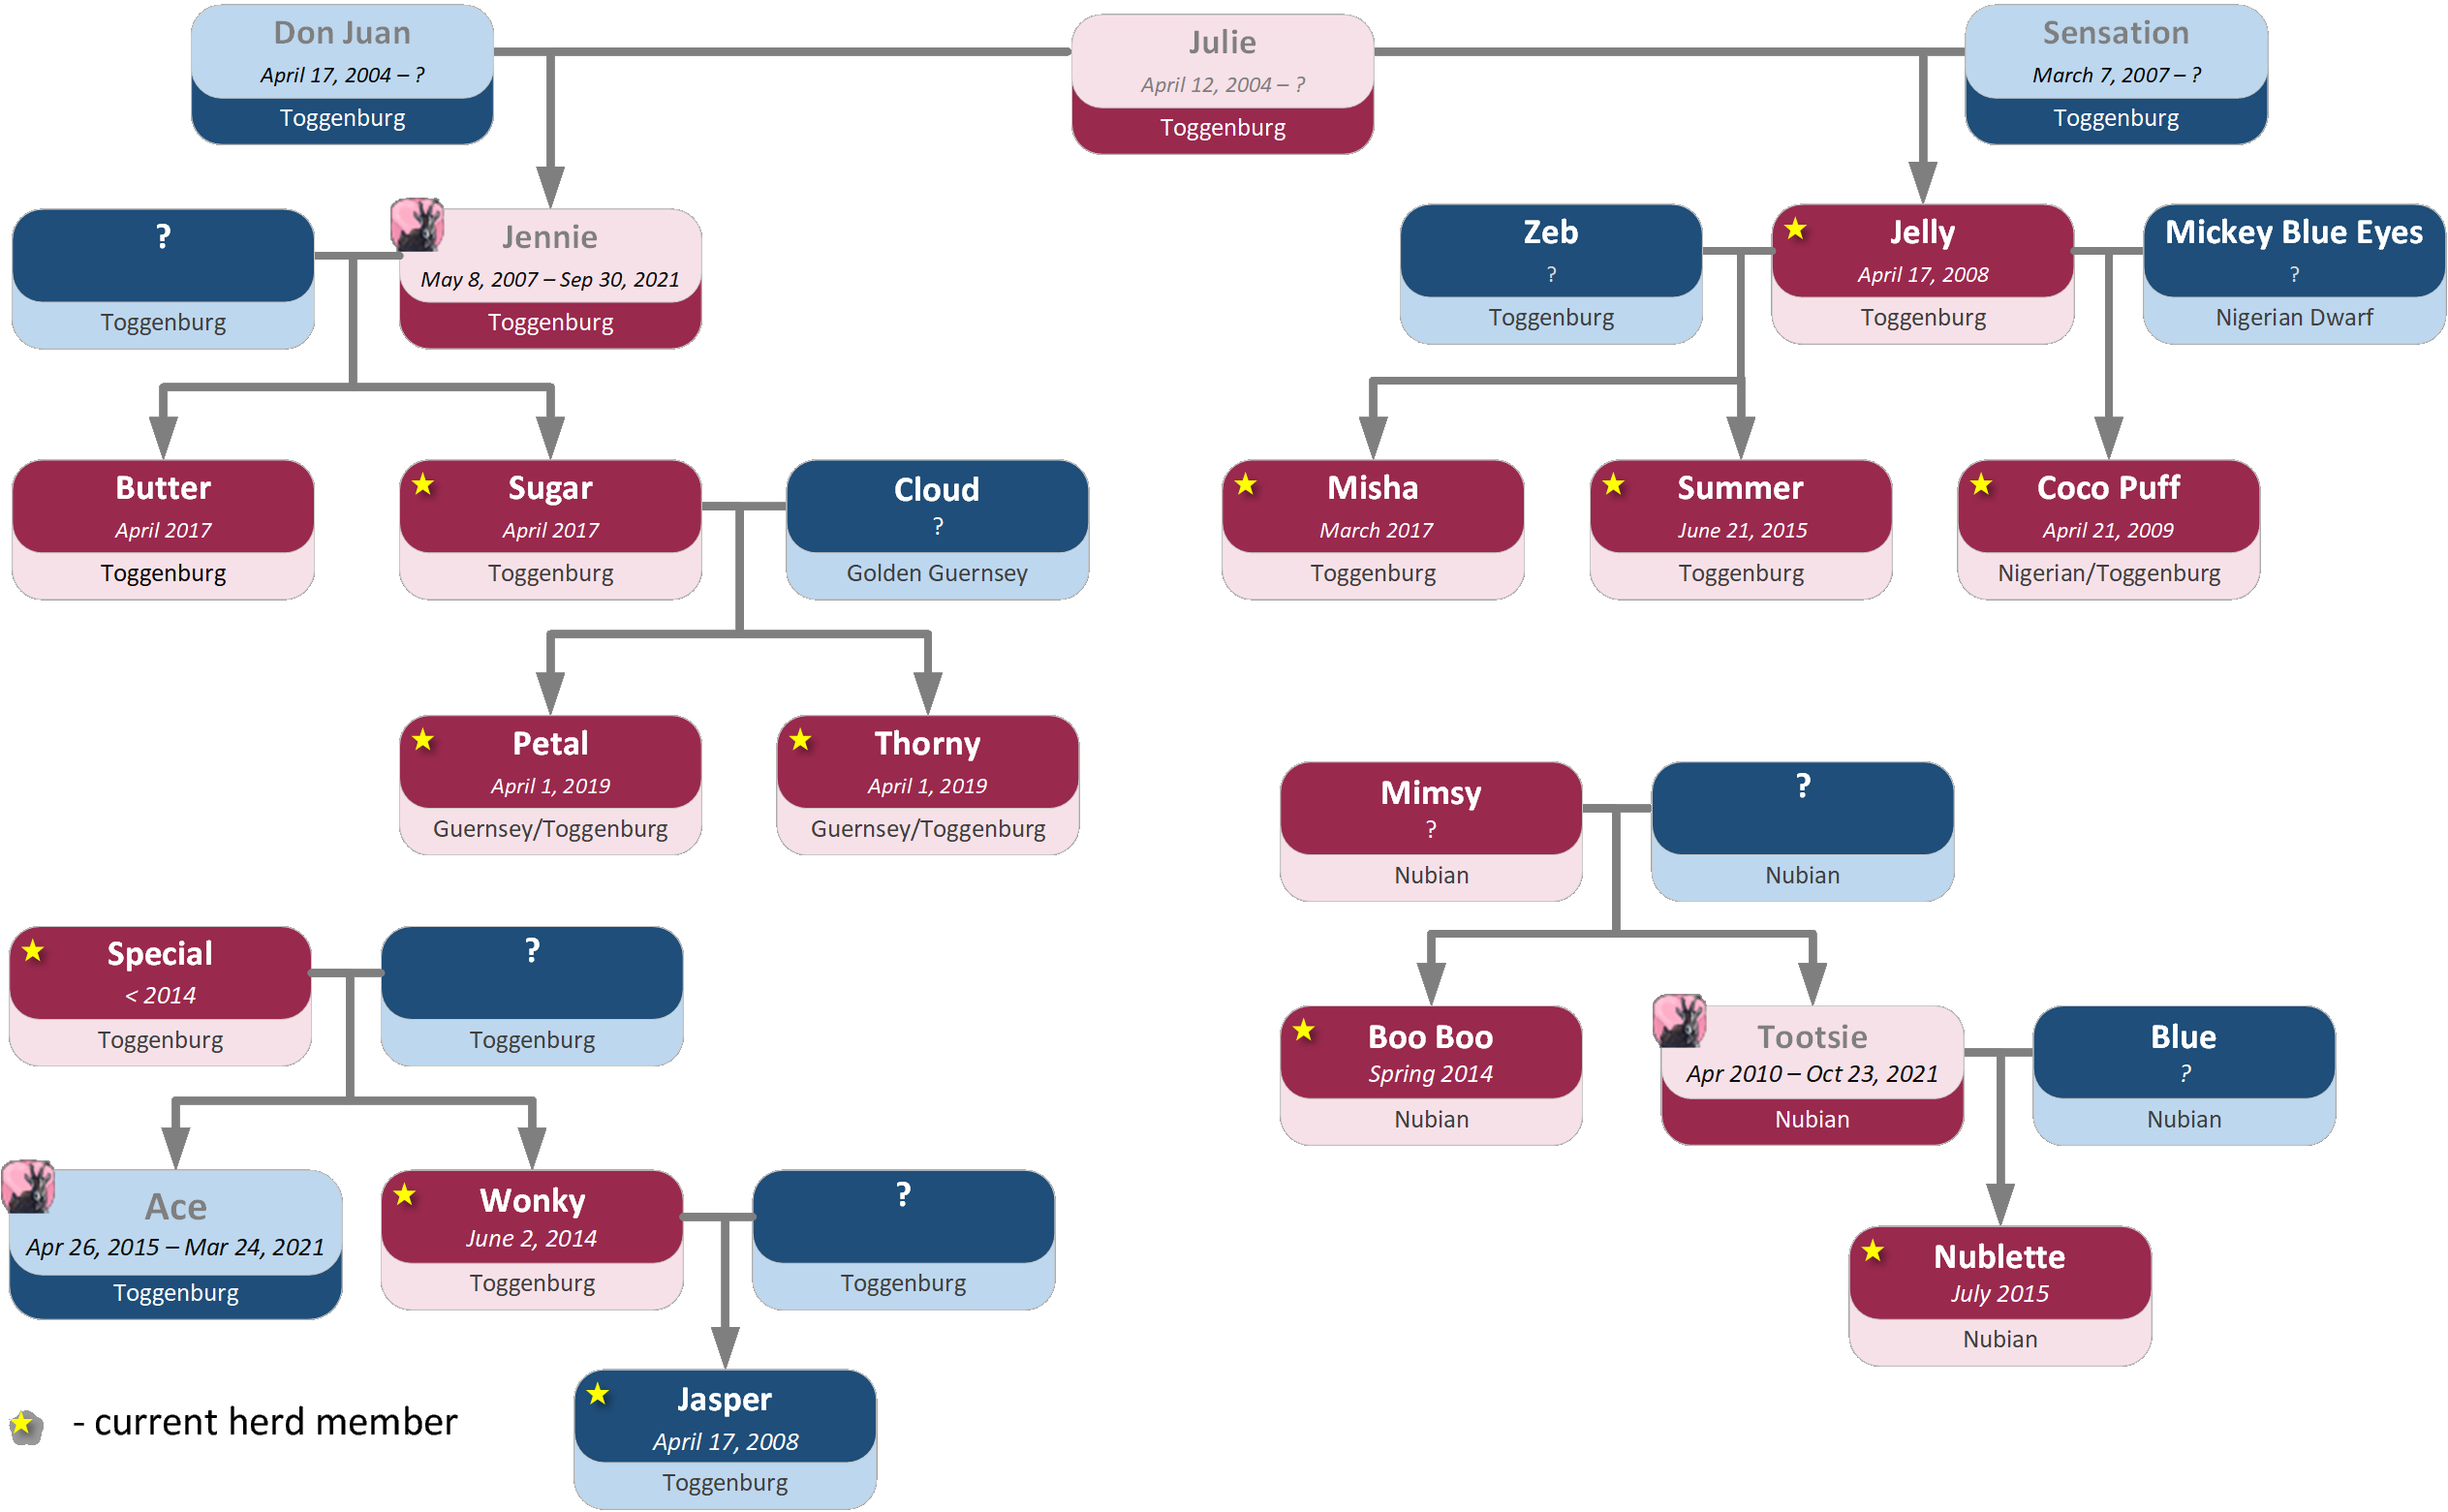 Don Juan
April 17, 2004 – ?
Toggenburg
Julie
April 12, 2004 – ?
Toggenburg
Sensation
March 7, 2007 – ?
Toggenburg
?
Toggenburg
Jennie
May 8, 2007 – Sep 30, 2021
Toggenburg
Zeb
?
Toggenburg
Jelly
April 17, 2008
Toggenburg
Mickey Blue Eyes
?
Nigerian Dwarf
Butter
April 2017
Toggenburg
Sugar
April 2017
Toggenburg
Cloud
?
Golden Guernsey
Misha
March 2017
Toggenburg
Summer
June 21, 2015
Toggenburg
Coco Puff
April 21, 2009
Nigerian/Toggenburg
Petal
April 1, 2019
Guernsey/Toggenburg
Thorny
April 1, 2019
Guernsey/Toggenburg
Mimsy
?
Nubian
?
Nubian
Special
< 2014
Toggenburg
?
Toggenburg
Boo Boo
Spring 2014
Nubian
Tootsie
Apr 2010 – Oct 23, 2021
Nubian
Blue
?
Nubian
Ace
Apr 26, 2015 – Mar 24, 2021
Toggenburg
Wonky
June 2, 2014
Toggenburg
?
Toggenburg
Nublette
July 2015
Nubian
Jasper
April 17, 2008
Toggenburg
- current herd member